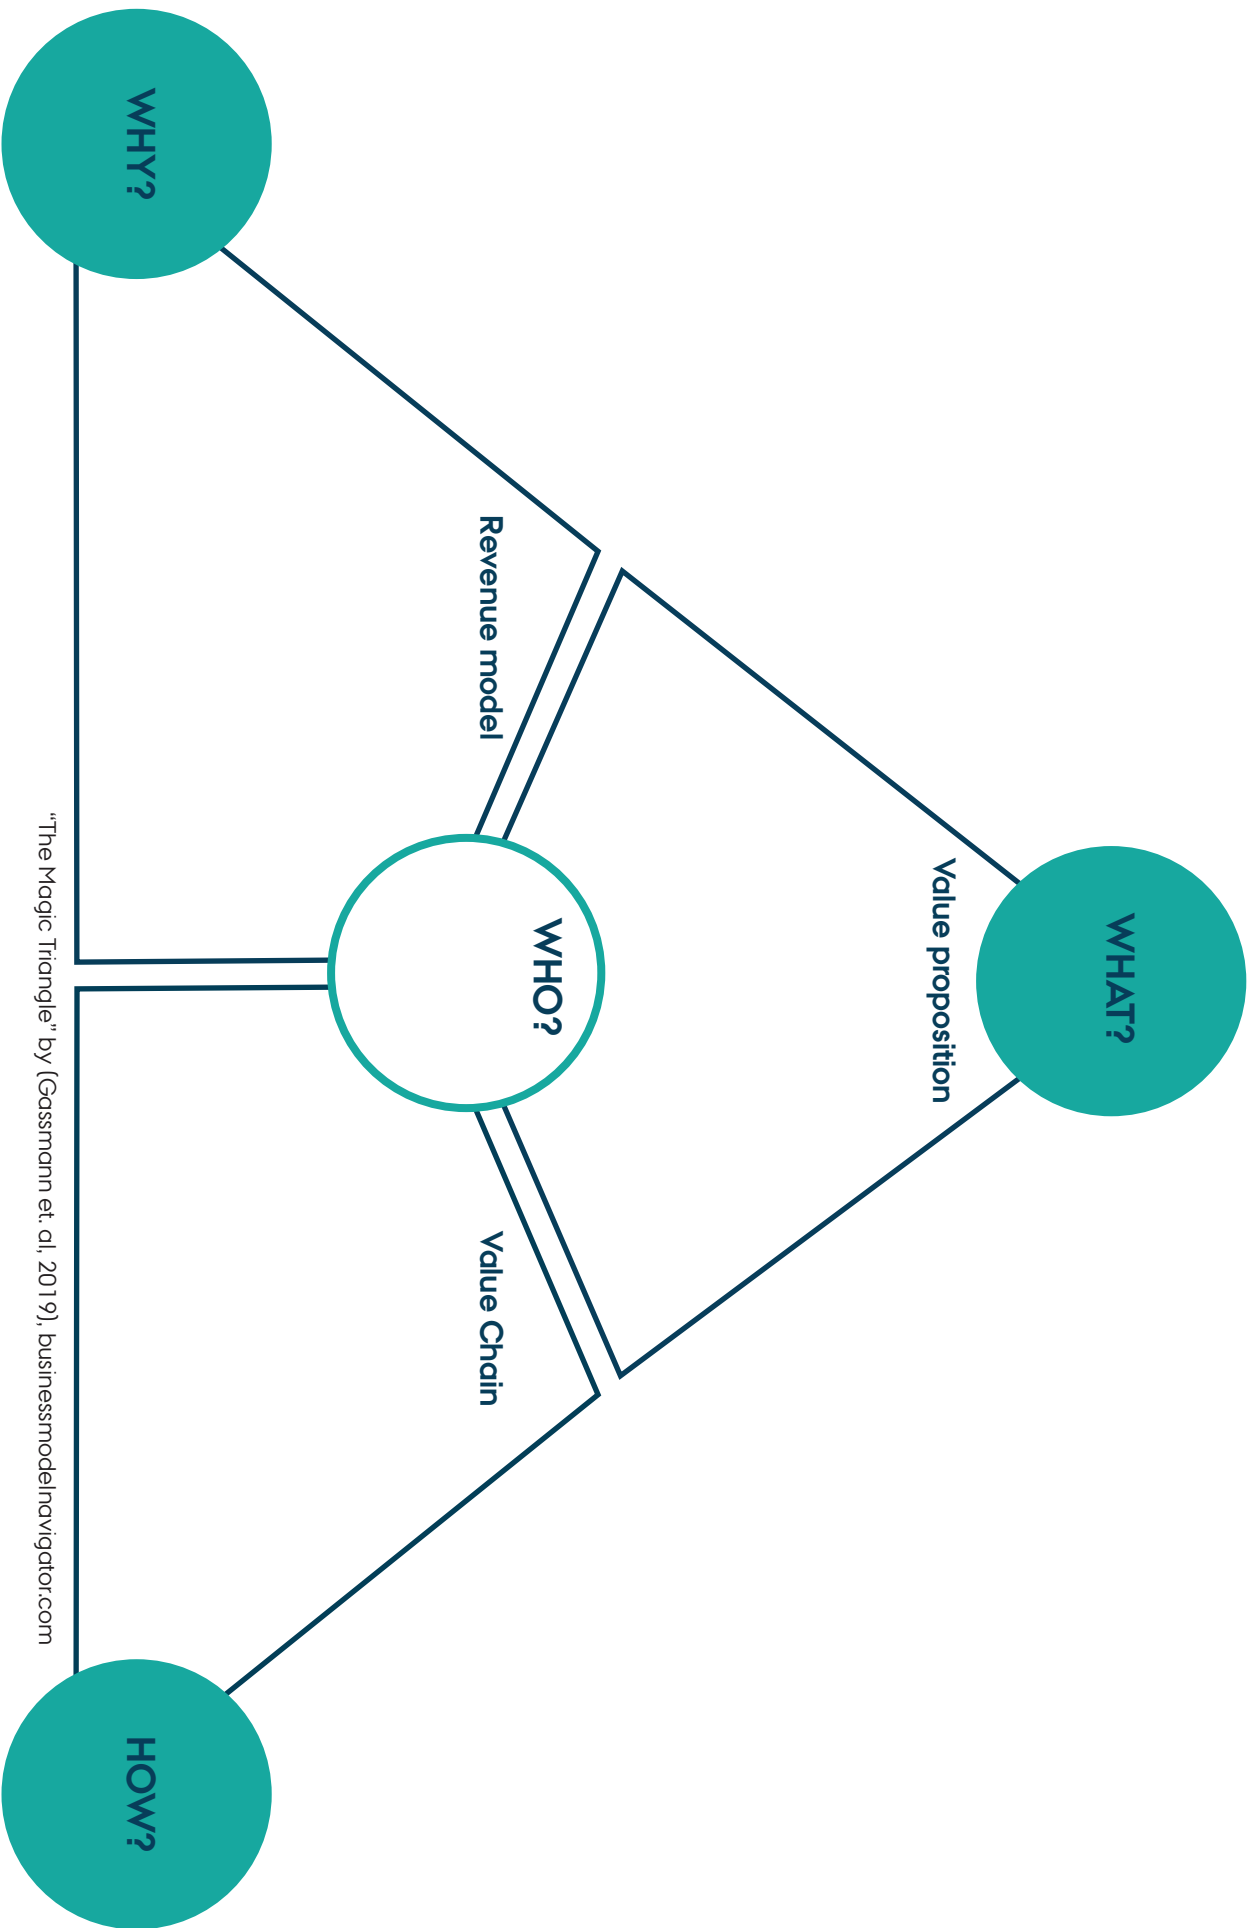 WHAT?
Value proposition
WHO?
Revenue model
Value Chain
WHY?
HOW?
“The Magic Triangle” by (Gassmann et. al, 2019), businessmodelnavigator.com